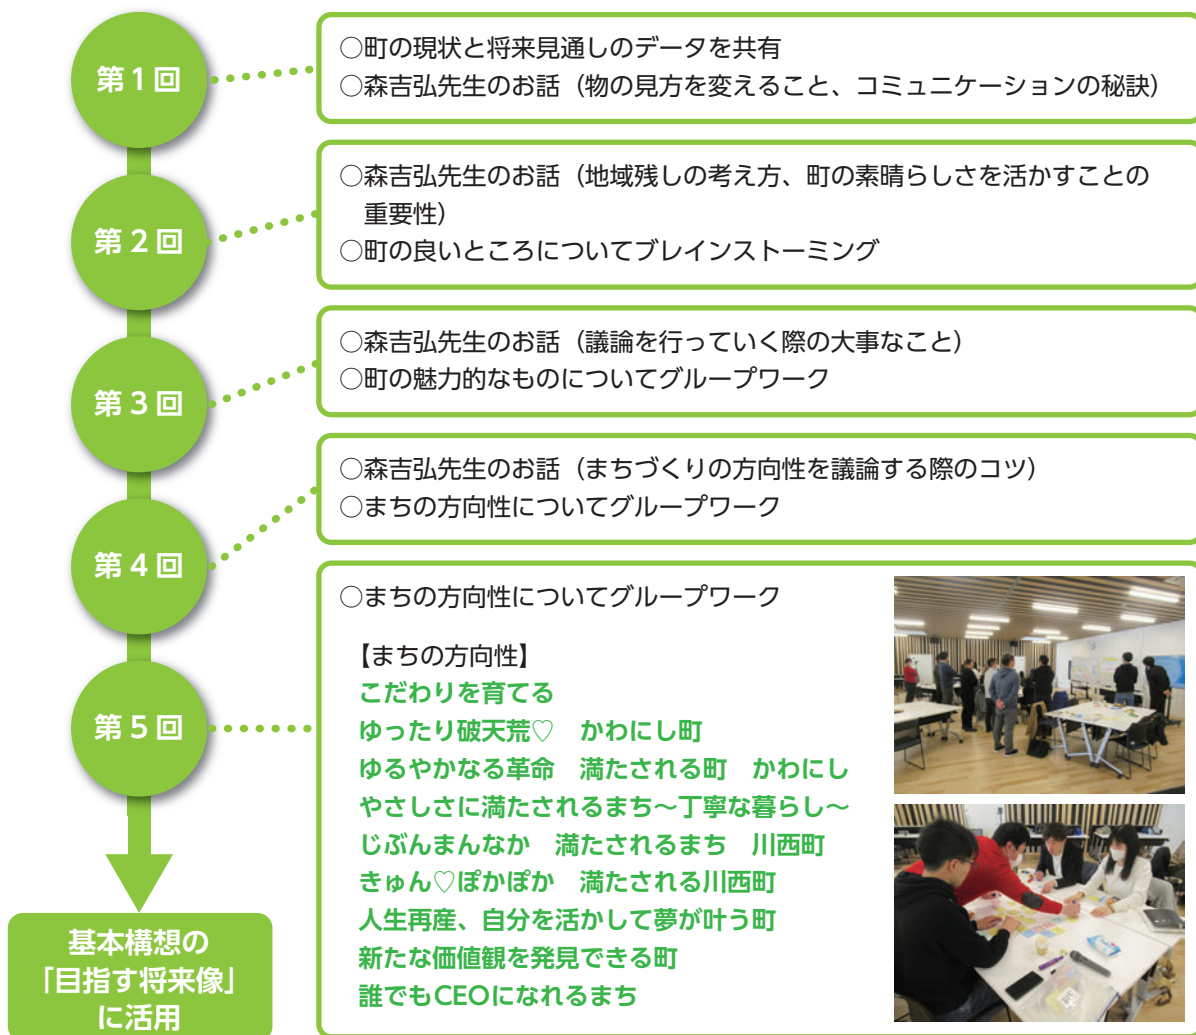 第1回
○町の現状と将来見通しのデータを共有
○森吉弘先生のお話（物の見方を変えること、コミュニケーションの秘訣）
第2回
○森吉弘先生のお話（地域残しの考え方、町の素晴らしさを活かすことの
重要性）
○町の良いところについてブレインストーミング
第3回
○森吉弘先生のお話（議論を行っていく際の大事なこと）
○町の魅力的なものについてグループワーク
第4回
○森吉弘先生のお話（まちづくりの方向性を議論する際のコツ）
○まちの方向性についてグループワーク
第5回
○まちの方向性についてグループワーク
【まちの方向性】
こだわりを育てる
ゆったり破天荒♡　かわにし町
ゆるやかなる革命　満たされる町　かわにし
やさしさに満たされるまち～丁寧な暮らし～
じぶんまんなか　満たされるまち　川西町
きゅん♡ぽかぽか　満たされる川西町
人生再産、自分を活かして夢が叶う町
新たな価値観を発見できる町
誰でもCEOになれるまち
基本構想の
「目指す将来像」
に活用